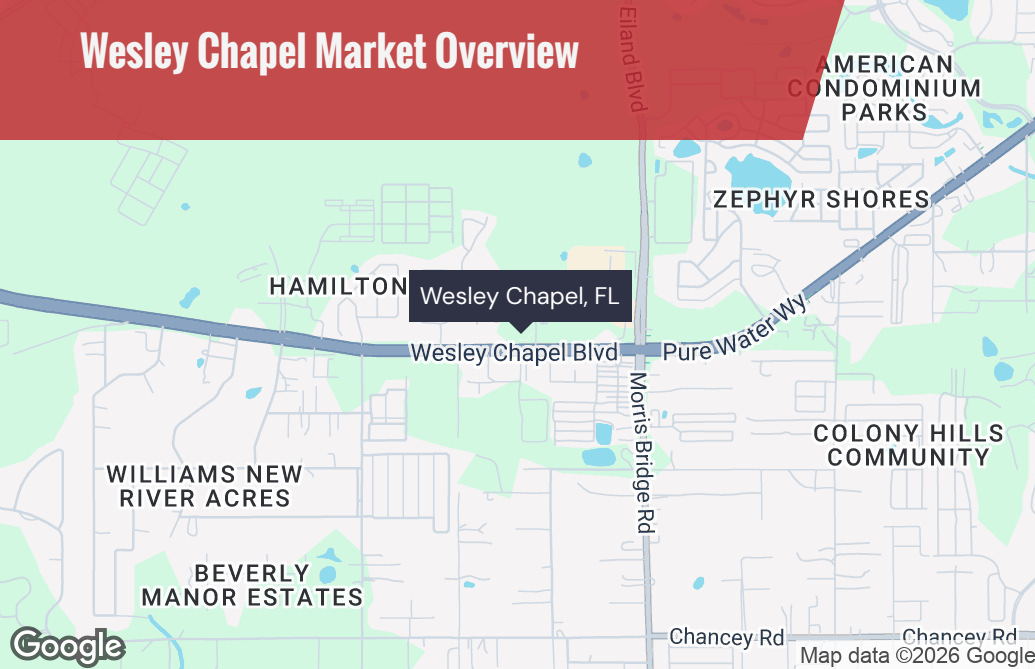 Wesley Chapel Market Overview
Eiland Blvd
AMERICAN
CONDOMINIUM
PARKS
ZEPHYR SHORES
HAMILTON
Wesley Chapel, FL
Wesley Chapel Blvd
Pure Water Wy
Morris Bridge Rd
COLONY HILLS
COMMUNITY
WILLIAMS NEW
RIVER ACRES
BEVERLY
MANOR ESTATES
Chancey Rd
Chancey Rd
Google
Map data ©2026 Google